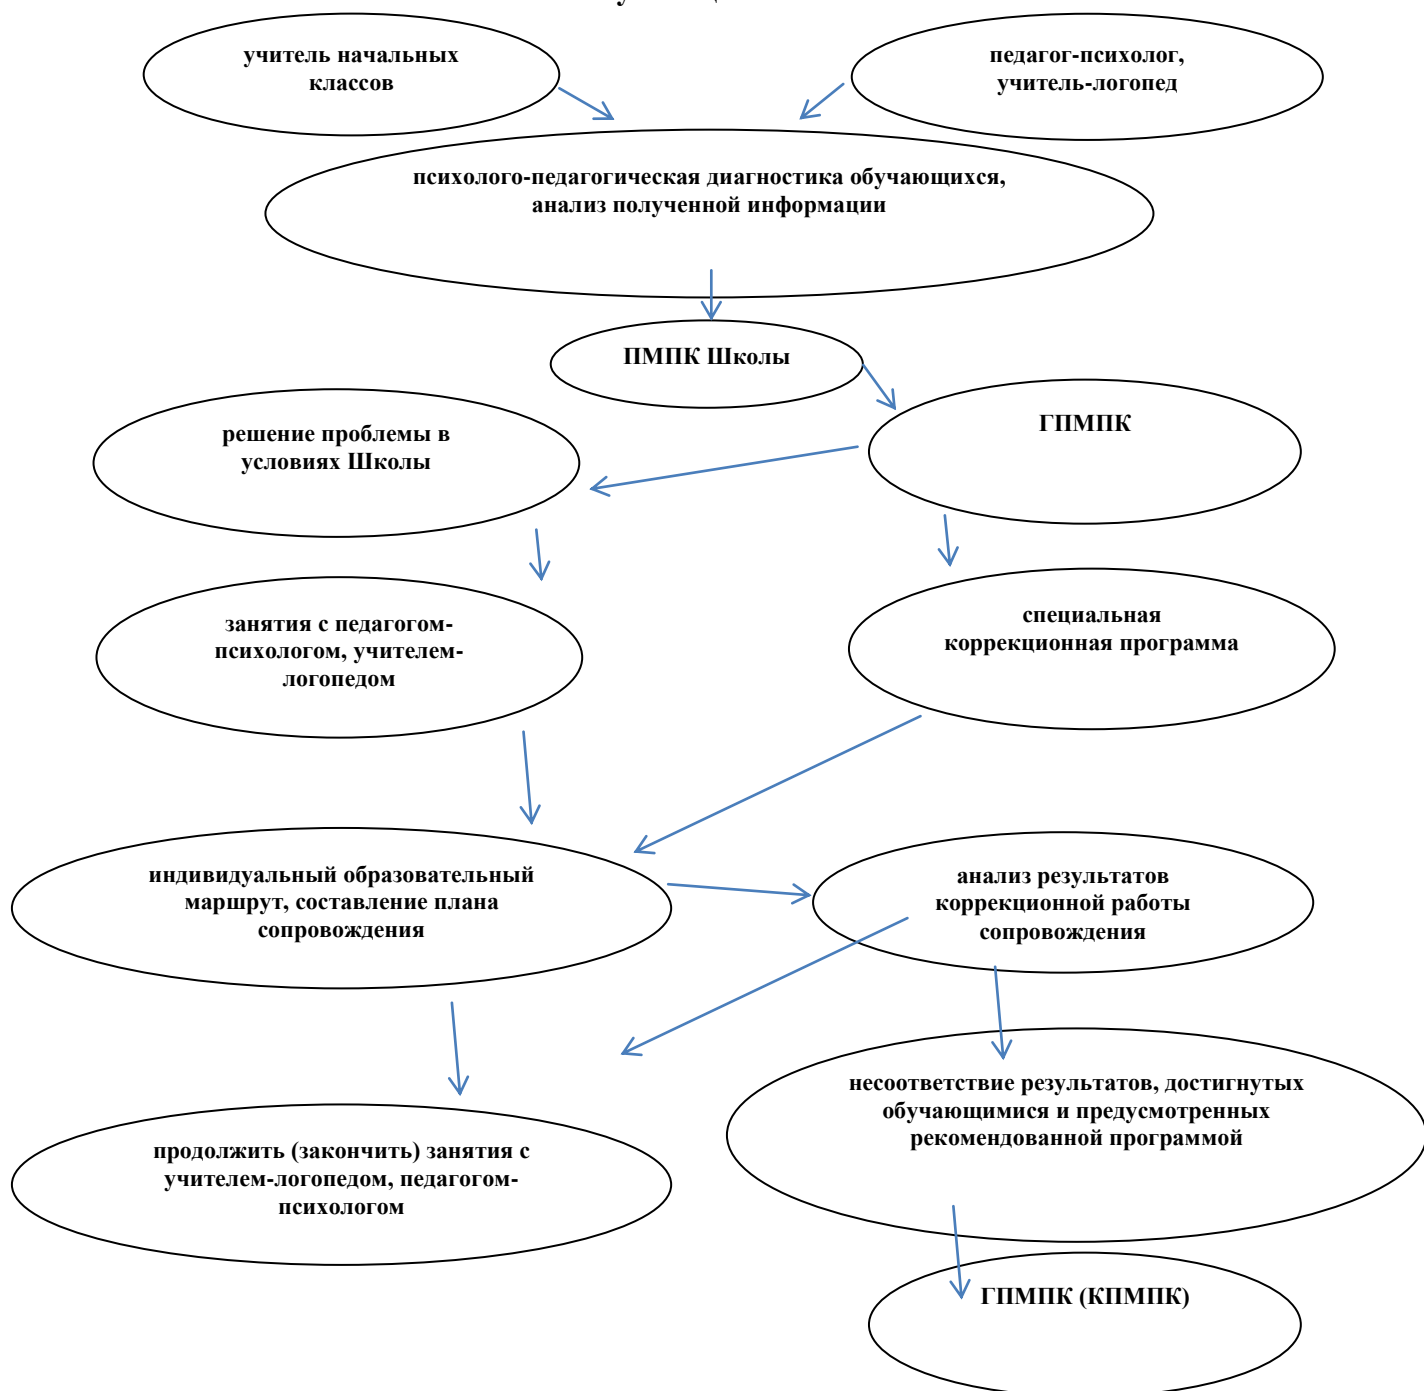 учитель начальных
классов
педагог-психолог,
учитель-логопед
психолого-педагогическая диагностика обучающихся,
анализ полученной информации
ПМПК Школы
ГПМПК
решение проблемы в
условиях Школы
занятия с педагогом-
психологом, учителем-
логопедом
специальная
коррекционная программа
индивидуальный образовательный
маршрут, составление плана
сопровождения
анализ результатов
коррекционной работы
сопровождения
несоответствие результатов, достигнутых
обучающимися и предусмотренных
рекомендованной программой
продолжить (закончить) занятия с
учителем-логопедом, педагогом-
психологом
ГПМПК (КПМПК)